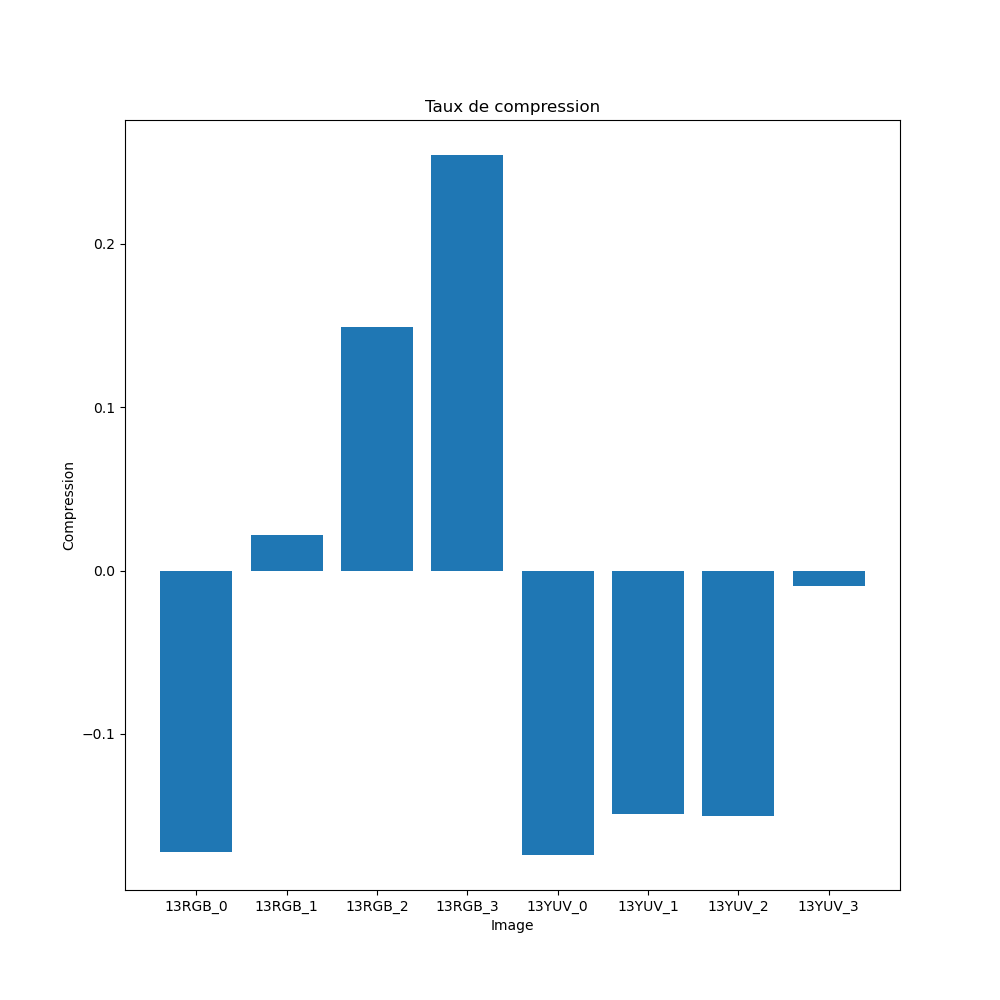 Taux de compression
Compression
0.2
0.1
0.0
−0.1
13RGB_0 13RGB_1 13RGB_2 13RGB_3 13YUV_0 13YUV_1 13YUV_2 13YUV_3
Image